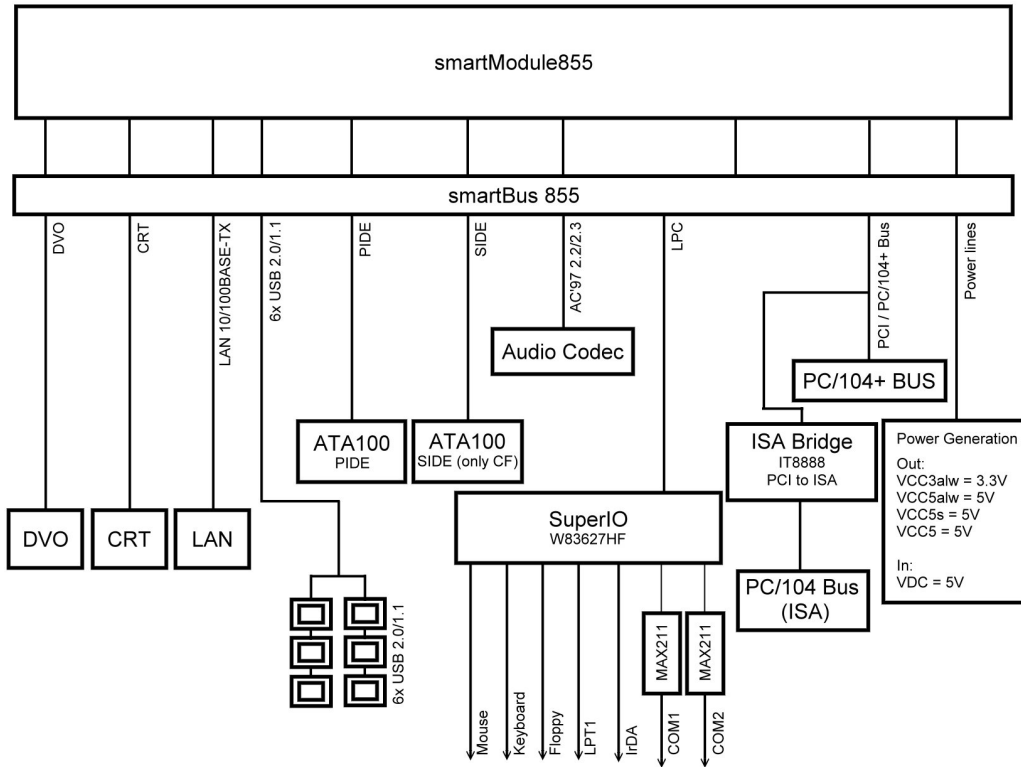 smartModule855
smartBus 855
DVO
CRT
LAN 10/100BASE-TX
6x USB 2.0/1.1
PIDE
SIDE
AC'97 2.2/2.3
LPC
PCI / PC/104+ Bus
Power lines
Audio Codec
PC/104+ BUS
ATA100
PIDE
ATA100
SIDE (only CF)
ISA Bridge
IT8888
PCI to ISA
Power Generation
Out:
VCC3alw = 3.3V
VCC5alw = 5V
VCC5s = 5V
VCC5 = 5V
In:
VDC = 5V
DVO
CRT
LAN
SuperIO
W83627HF
PC/104 Bus
(ISA)
6x USB 2.0/1.1
MAX211
MAX211
Mouse
Keyboard
Floppy
LPT1
IrDA
COM1
COM2